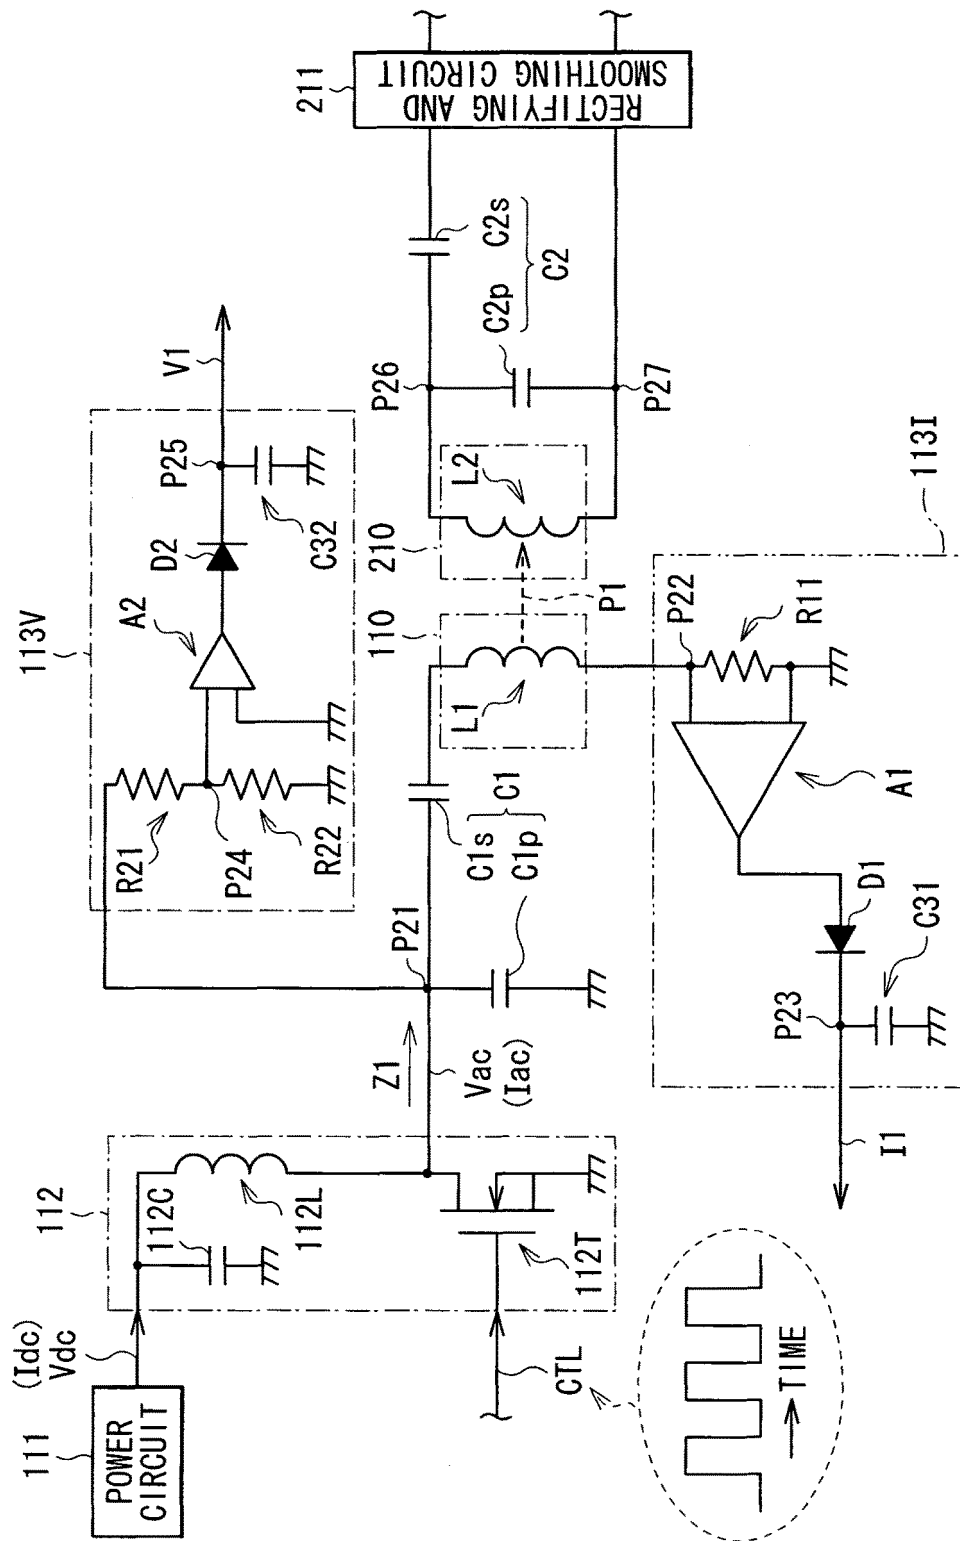 111
POWER
CIRCUIT
(Idc)
Vdc
112
112C
112L
112T
CTL
TIME
Z1
Vac
(Iac)
P21
113V
R21
P24
R22
A2
D2
P25
C32
V1
C1s
C1p
C1
110
L1
P1
210
L2
P26
P27
C2p
C2s
C2
211
RECTIFYING AND
SMOOTHING CIRCUIT
113I
P22
R11
A1
D1
P23
C31
I1